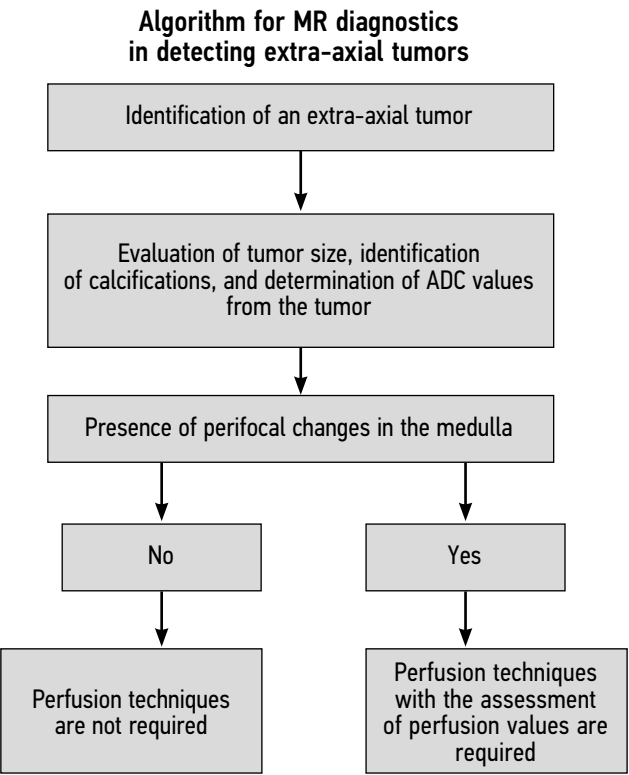 Algorithm for MR diagnostics
in detecting extra-axial tumors
Identification of an extra-axial tumor
Evaluation of tumor size, identification
of calcifications, and determination of ADC values
from the tumor
Presence of perifocal changes in the medulla
No
Yes
Perfusion techniques
are not required
Perfusion techniques
with the assessment
of perfusion values are
required